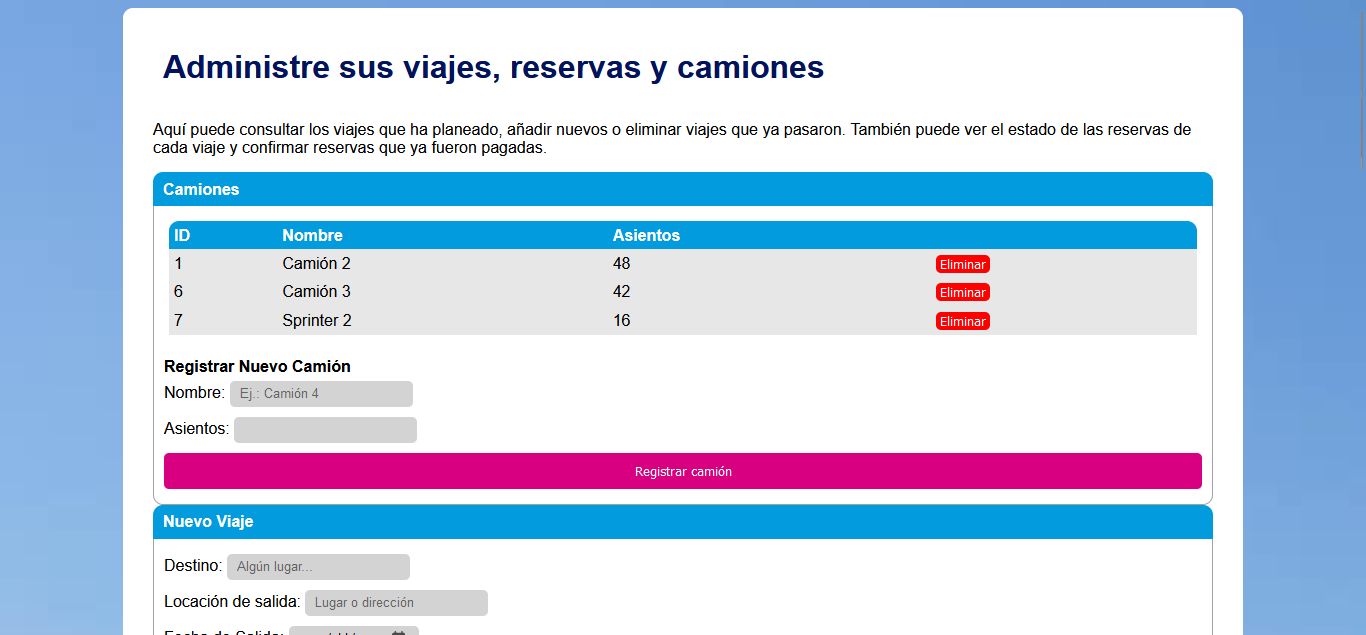 Administre sus viajes, reservas y camiones
Aquí puede consultar los viajes que ha planeado, añadir nuevos o eliminar viajes que ya pasaron. También puede ver el estado de las reservas de
cada viaje y confirmar reservas que ya fueron pagadas.
Camiones
ID Nombre Asientos
1 Camión 2 48 Eliminar
6 Camión 3 42 Eliminar
7 Sprinter 2 16 Eliminar
Registrar Nuevo Camión
Nombre: Ej.: Camión 4
Asientos:
Registrar camión
Nuevo Viaje
Destino: Algún lugar...
Locación de salida: Lugar o dirección
Fecha de Salida: